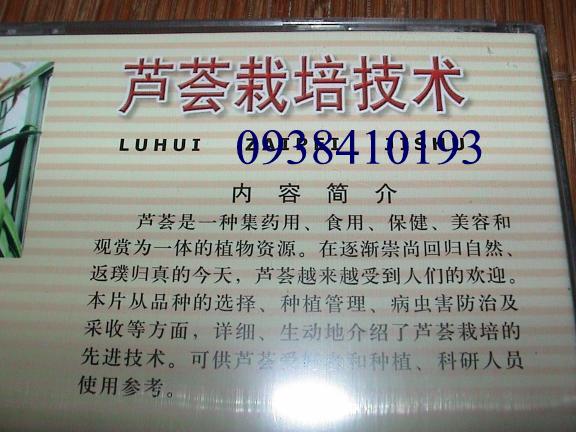 芦荟栽培技术
LUHUI ZAIPEI JISHU
0938410193
内容简介
芦荟是一种集药用、食用、保健、美容和
观赏为一体的植物资源。在逐渐崇尚回归自然、
返璞归真的今天，芦荟越来越受到人们的欢迎。
本片从品种的选择、种植管理、病虫害防治及
采收等方面，详细、生动地介绍了芦荟栽培的
先进技术。可供芦荟爱好者和种植、科研人员
使用参考。